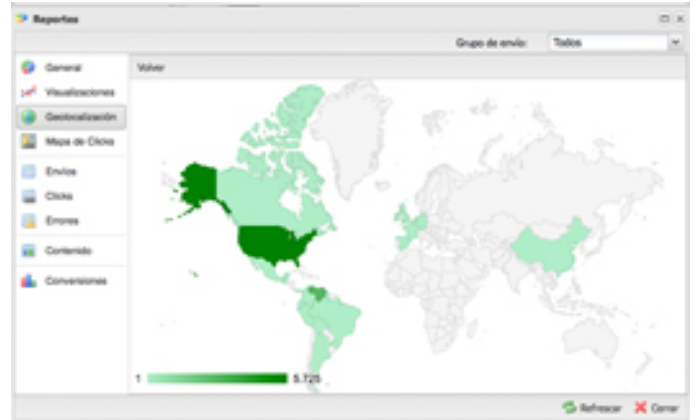 Reportes
Grupo de envío: Todos
General
Volver
Visualizaciones
Geolocalización
Mapa de Clicks
Envíos
Clicks
Errores
Contenido
Conversiones
1 5.725
Refrescar Cerrar